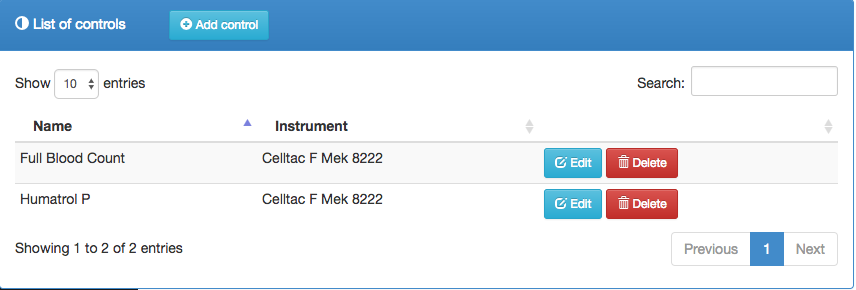 List of controls Add control
Show 10 entries Search:
Name Instrument
Full Blood Count Celltac F Mek 8222 Edit Delete
Humatrol P Celltac F Mek 8222 Edit Delete
Showing 1 to 2 of 2 entries Previous 1 Next